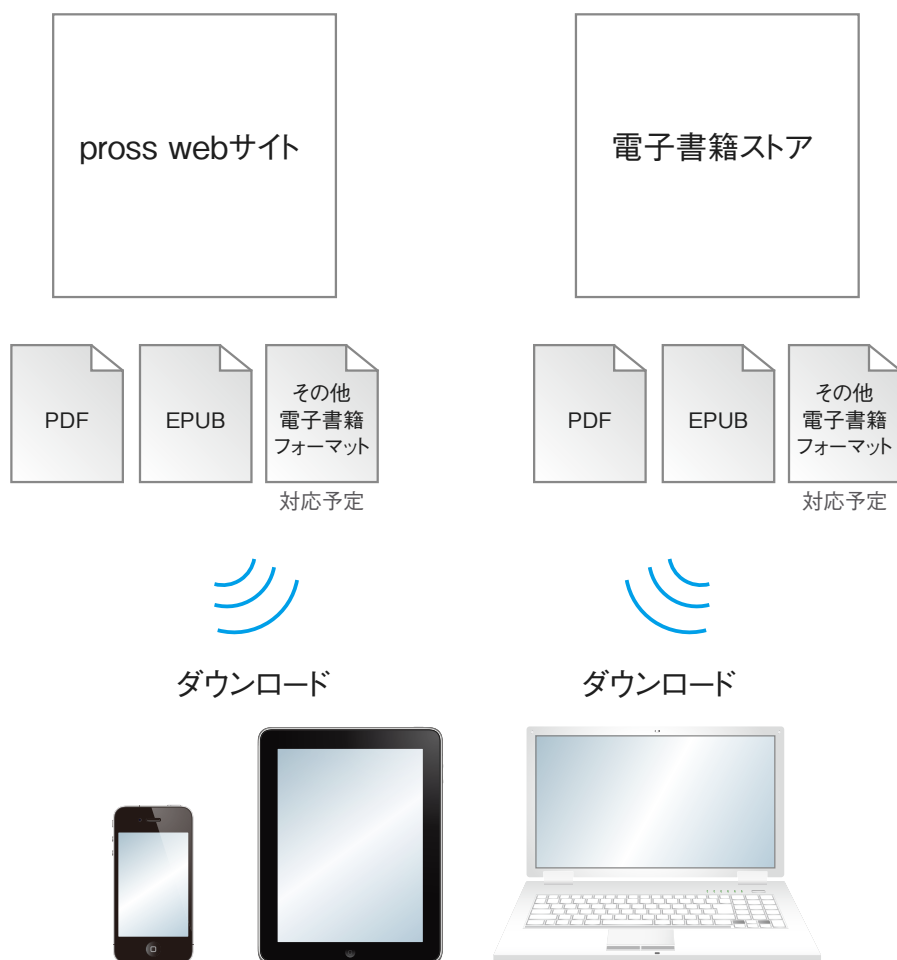 pross webサイト
電子書籍ストア
PDF
EPUB
その他
電子書籍
フォーマット
対応予定
PDF
EPUB
その他
電子書籍
フォーマット
対応予定
ダウンロード
ダウンロード